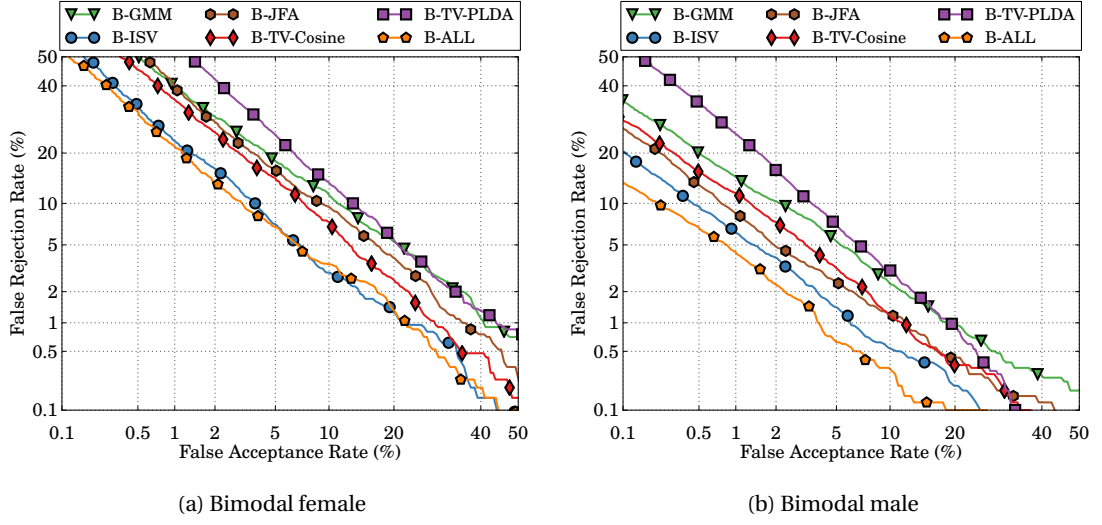 B-GMM B-JFA B-TV-PLDA
B-ISV B-TV-Cosine B-ALL
False Rejection Rate (%)
50
40
20
10
5
2
1
0.5
0.1
0.1 0.5 1 2 5 10 20 40 50
False Acceptance Rate (%)
(a) Bimodal female
B-GMM B-JFA B-TV-PLDA
B-ISV B-TV-Cosine B-ALL
False Rejection Rate (%)
50
40
20
10
5
2
1
0.5
0.1
0.1 0.5 1 2 5 10 20 40 50
False Acceptance Rate (%)
(b) Bimodal male